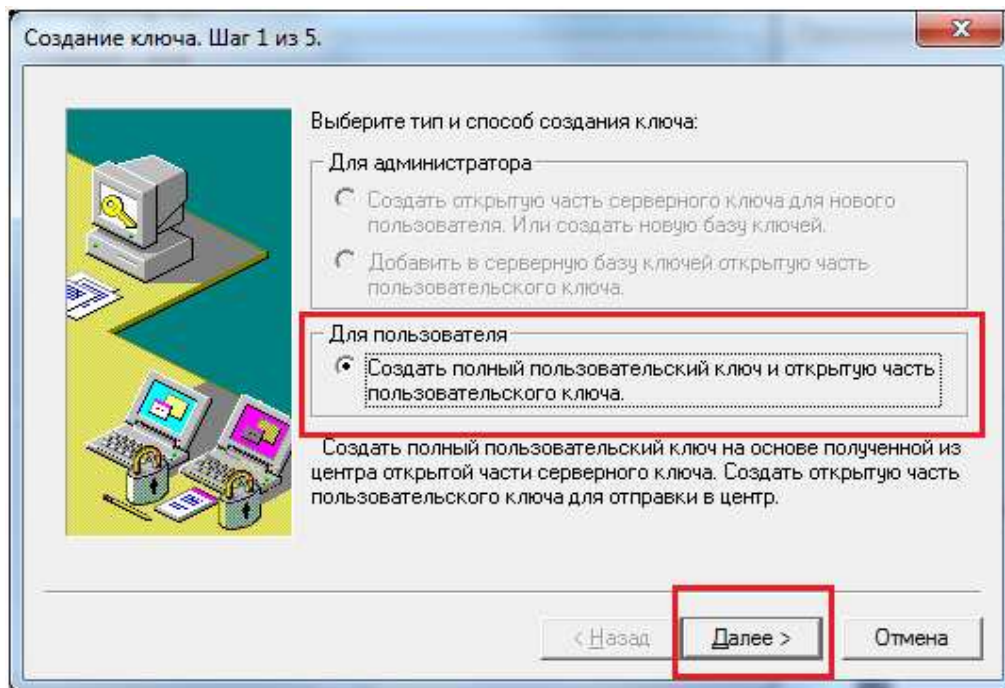 Создание ключа. Шаг 1 из 5.
Выберите тип и способ создания ключа:
Для администратора
Создать открытую часть серверного ключа для нового
пользователя. Или создать новую базу ключей.
Добавить в серверную базу ключей открытую часть
пользовательского ключа.
Для пользователя
Создать полный пользовательский ключ и открытую часть
пользовательского ключа.
Создать полный пользовательский ключ на основе полученной из
центра открытой части серверного ключа. Создать открытую часть
пользовательского ключа для отправки в центр.
< Назад Далее > Отмена